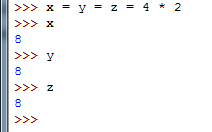 >>> x = y = z = 4 * 2
>>> x
8
>>> y
8
>>> z
8
>>>